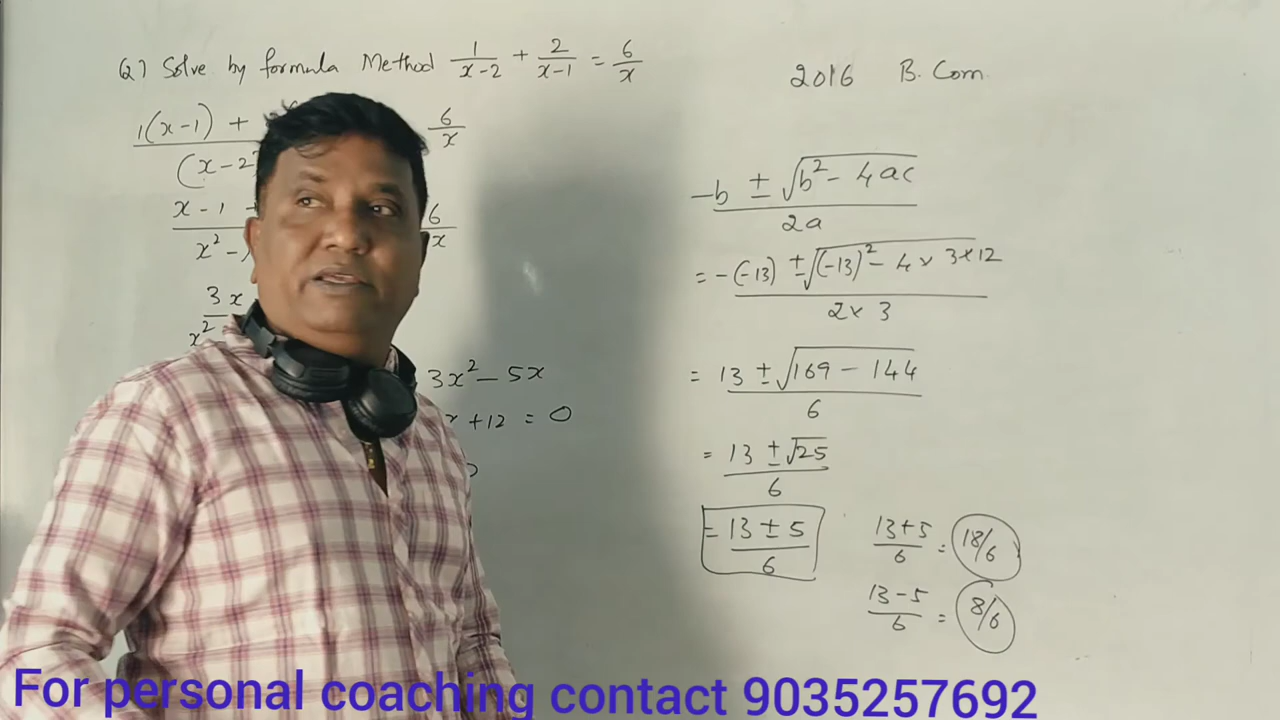 Q) Solve by formula Method 1/(x-2) + 2/(x-1) = 6/x
2016 B.Com
1(x-1) +
6/x
(x-2
x-1
6/x
x² -
3x
x²
3x² - 5x
+12 = 0
-b ± √(b² - 4ac)
2a
= -(-13) ± √((-13)² - 4 x 3 x 12)
2 x 3
= 13 ± √(169 - 144)
6
= 13 ± √25
6
= 13 ± 5
6
(13+5)/6 = 18/6
(13-5)/6 = 8/6
For personal coaching contact 9035257692